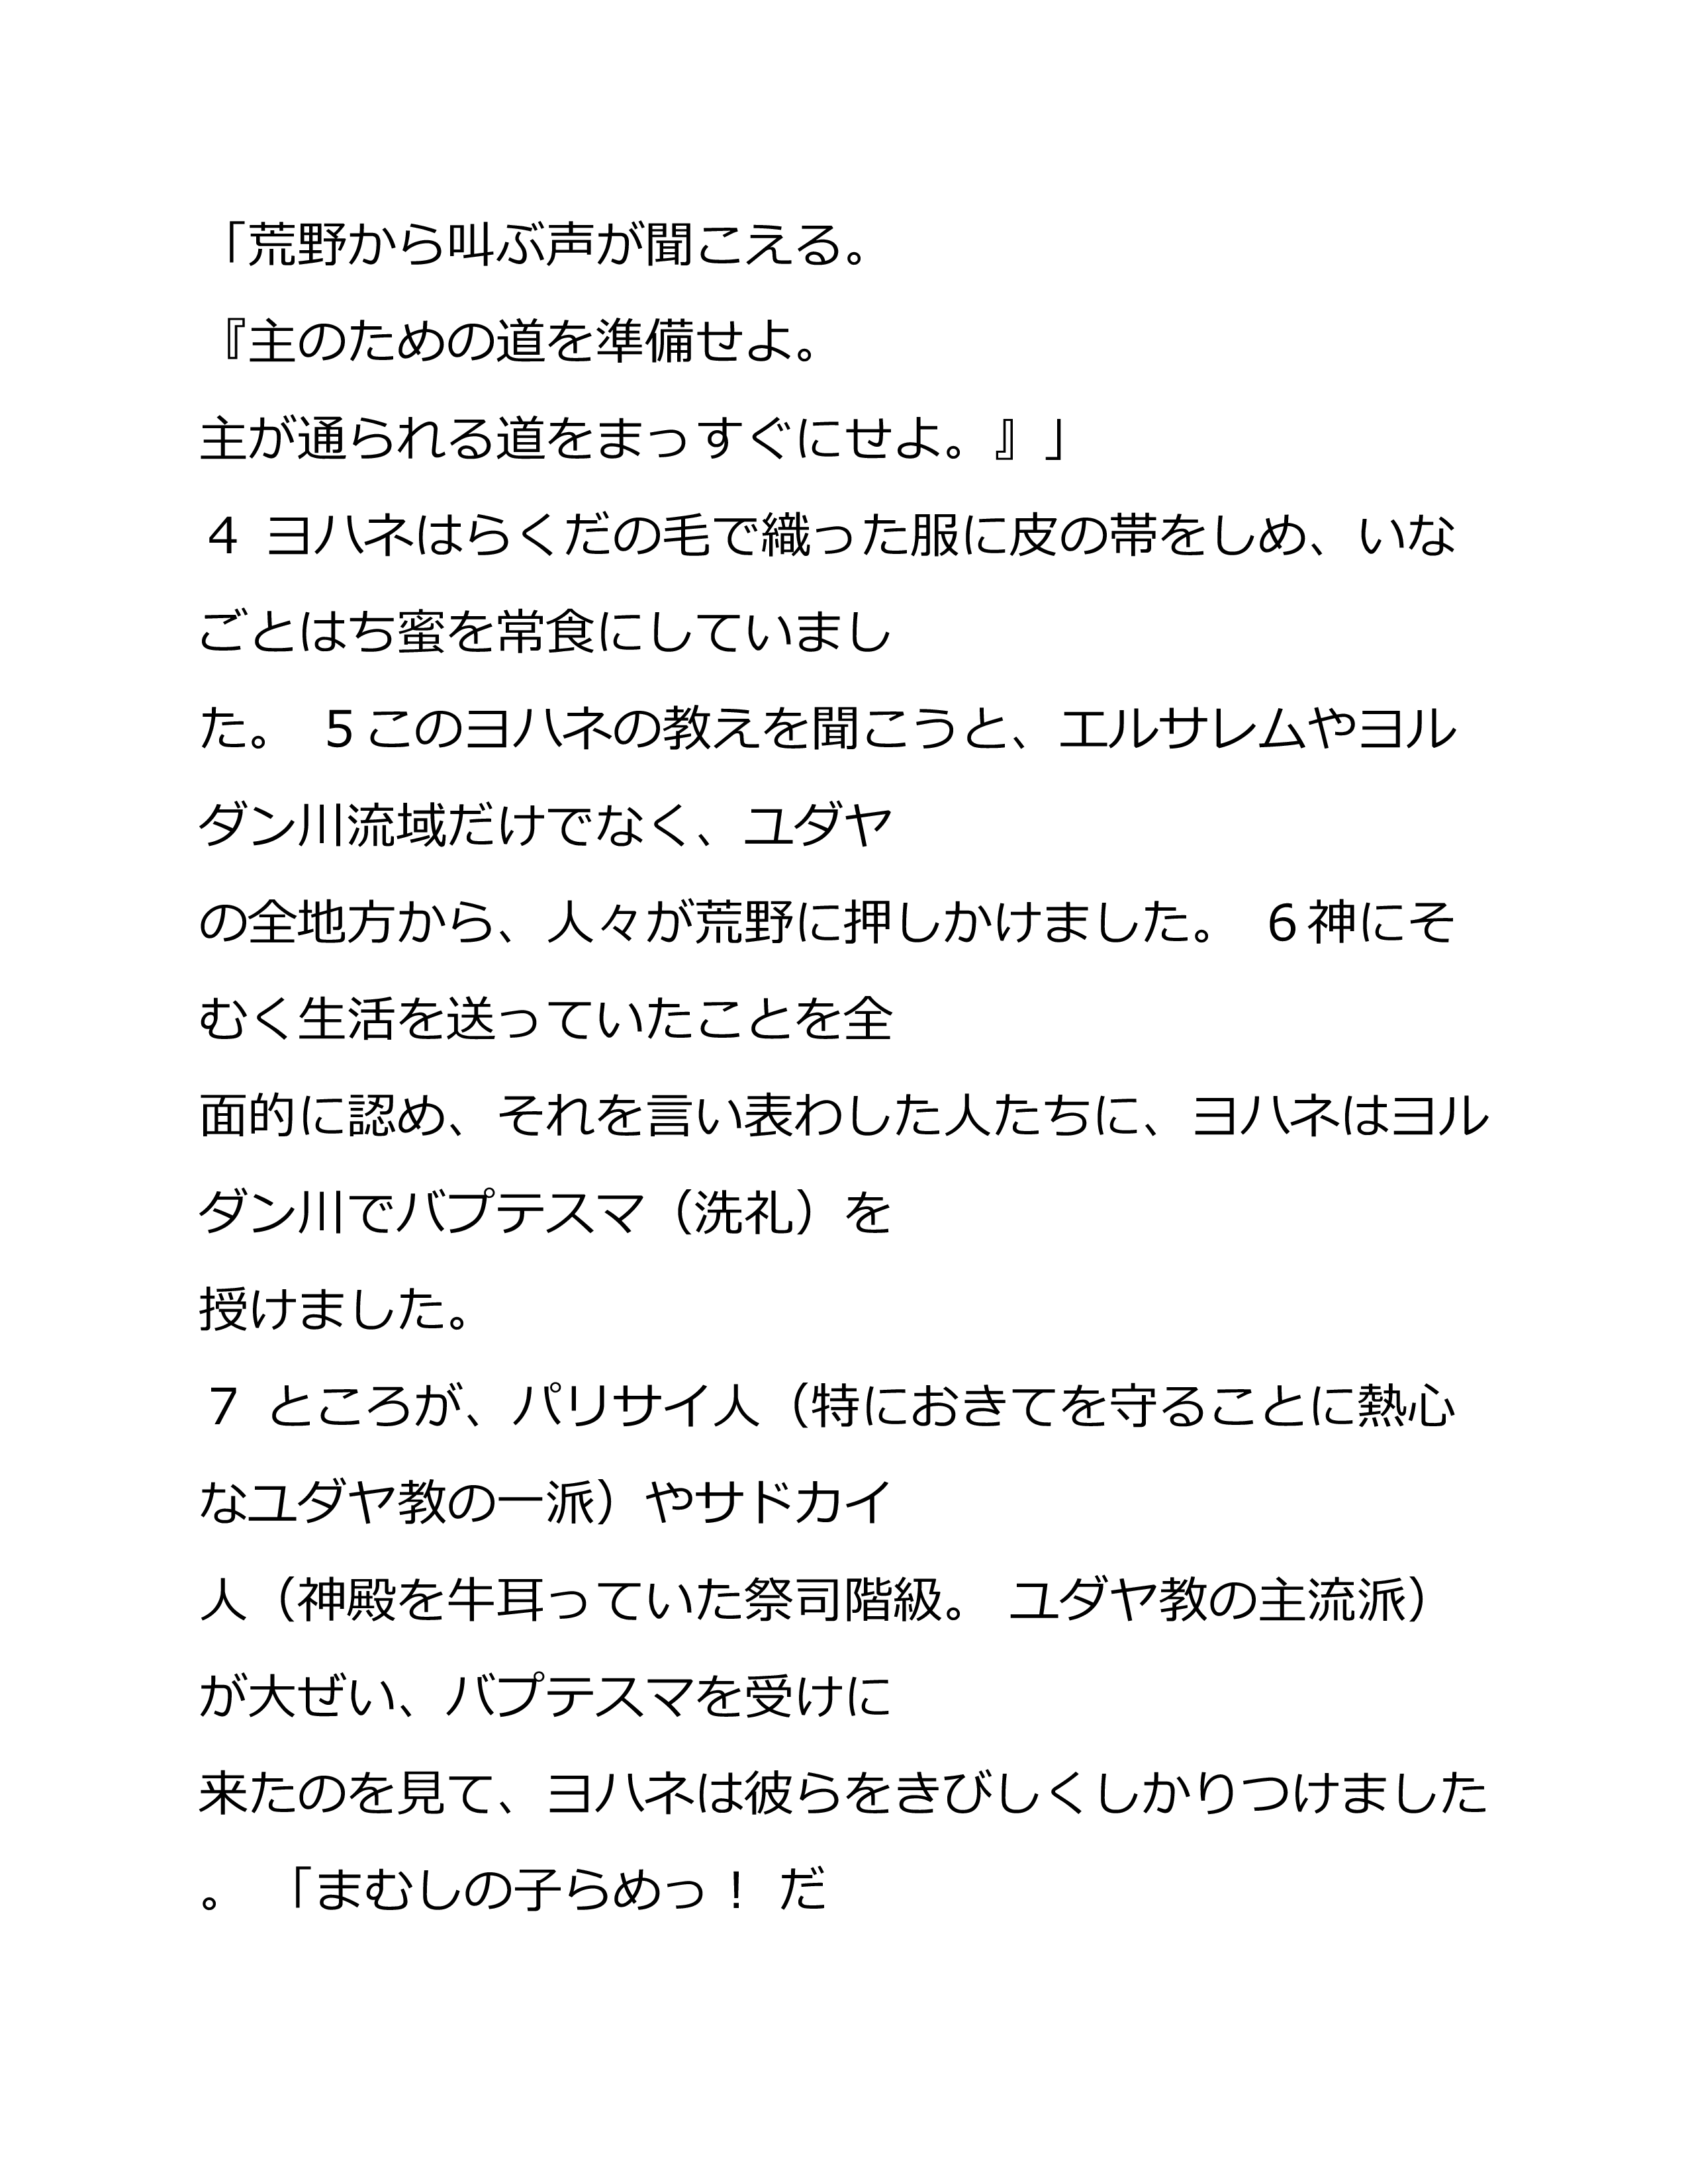 「荒野から叫ぶ声が聞こえる。
『主のための道を準備せよ。
主が通られる道をまっすぐにせよ。』」
４ ヨハネはらくだの毛で織った服に皮の帯をしめ、いな
ごとはち蜜を常食にしていまし
た。 ５このヨハネの教えを聞こうと、エルサレムやヨル
ダン川流域だけでなく、ユダヤ
の全地方から、人々が荒野に押しかけました。 ６神にそ
むく生活を送っていたことを全
面的に認め、それを言い表わした人たちに、ヨハネはヨル
ダン川でバプテスマ（洗礼）を
授けました。
７ ところが、パリサイ人（特におきてを守ることに熱心
なユダヤ教の一派）やサドカイ
人（神殿を牛耳っていた祭司階級。 ユダヤ教の主流派）
が大ぜい、バプテスマを受けに
来たのを見て、ヨハネは彼らをきびしくしかりつけました
。 「まむしの子らめっ！ だ